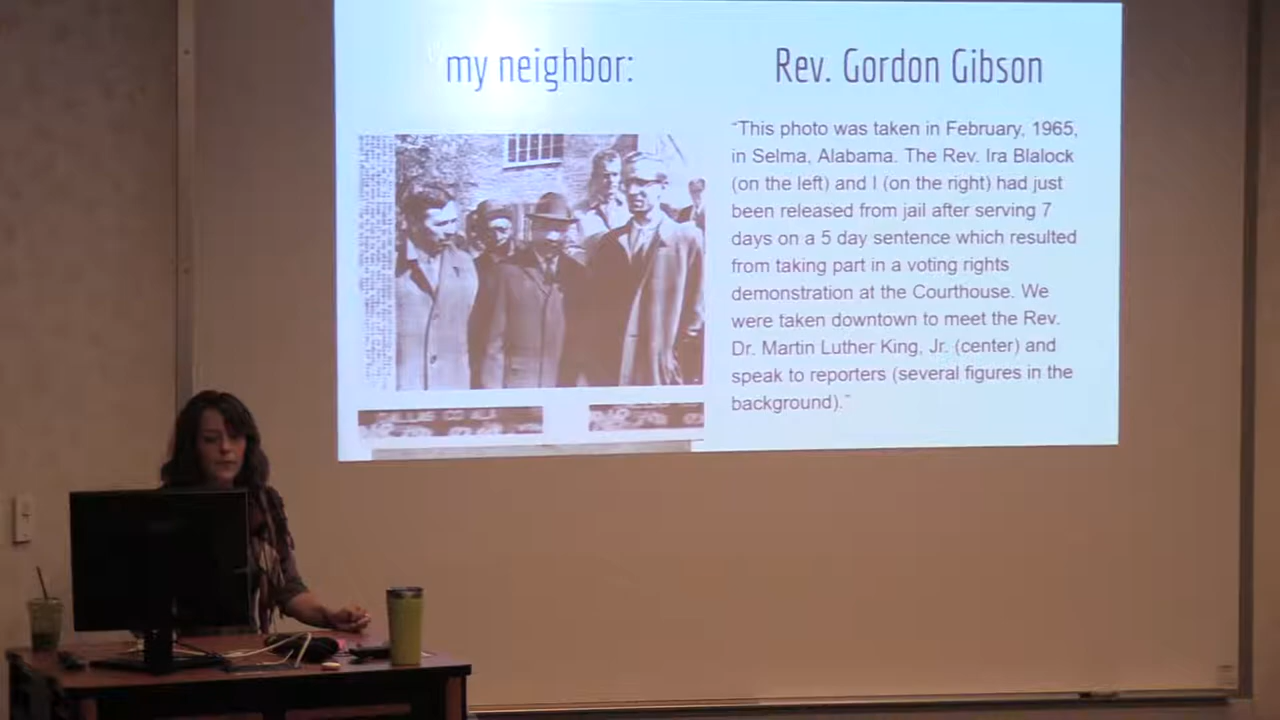 my neighbor:
Rev. Gordon Gibson
"This photo was taken in February, 1965,
in Selma, Alabama. The Rev. Ira Blalock
(on the left) and I (on the right) had just
been released from jail after serving 7
days on a 5 day sentence which resulted
from taking part in a voting rights
demonstration at the Courthouse. We
were taken downtown to meet the Rev.
Dr. Martin Luther King, Jr. (center) and
speak to reporters (several figures in the
background)."
DALLAS CO ALA